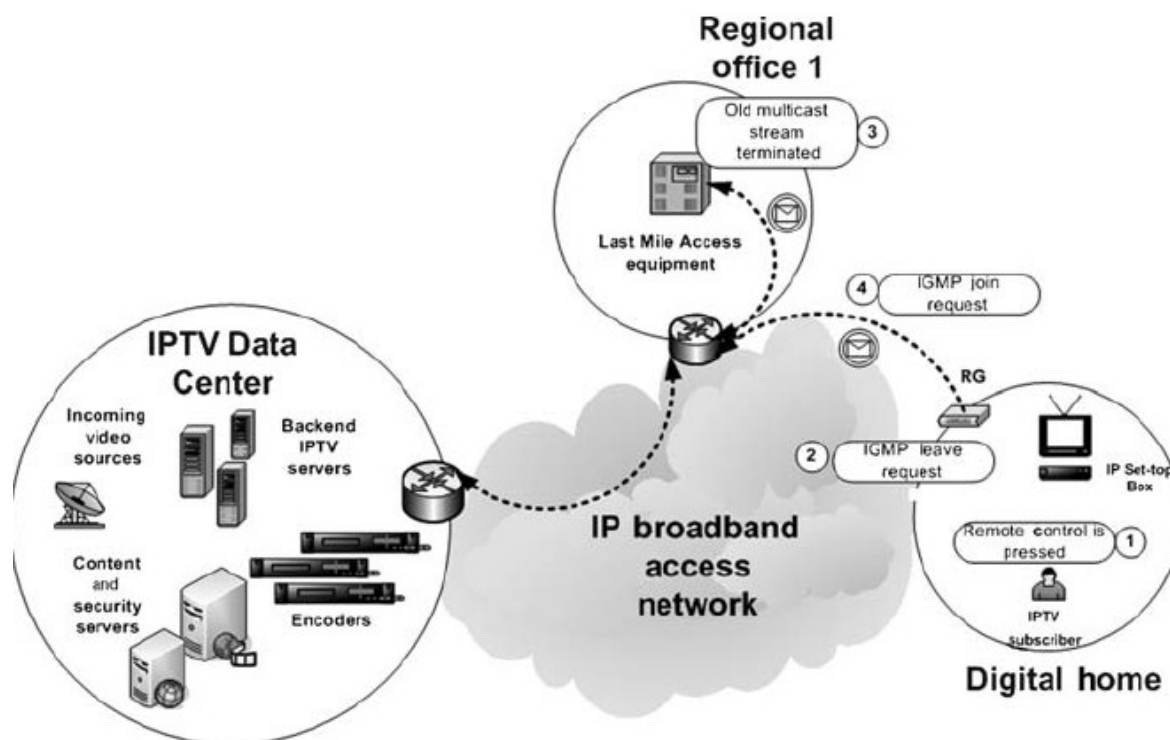 Regional
office 1
Old multicast
stream
terminated
3
Last Mile Access
equipment
4
IGMP join
request
IPTV Data
Center
Incoming
video
sources
Backend
IPTV
servers
RG
2
IGMP leave
request
IP Set-top
Box
IP broadband
access
network
Remote control is
pressed
1
Content
and
security
servers
Encoders
IPTV
subscriber
Digital home